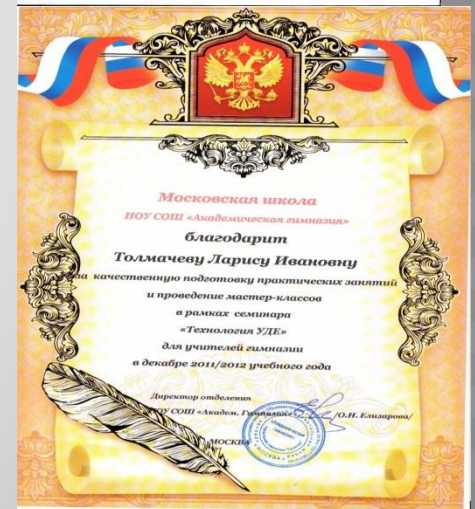 Московская школа
НОУ СОШ «Академическая гимназия»
благодарит
Толмачеву Ларису Ивановну
за качественную подготовку практических занятий
и проведение мастер-классов
в рамках семинара
«Технология УДЕ»
для учителей гимназии
в декабре 2011/2012 учебного года
Директор отделения
НОУ СОШ «Академ. Гимназия» /О.Н. Елизарова/
МОСКВА